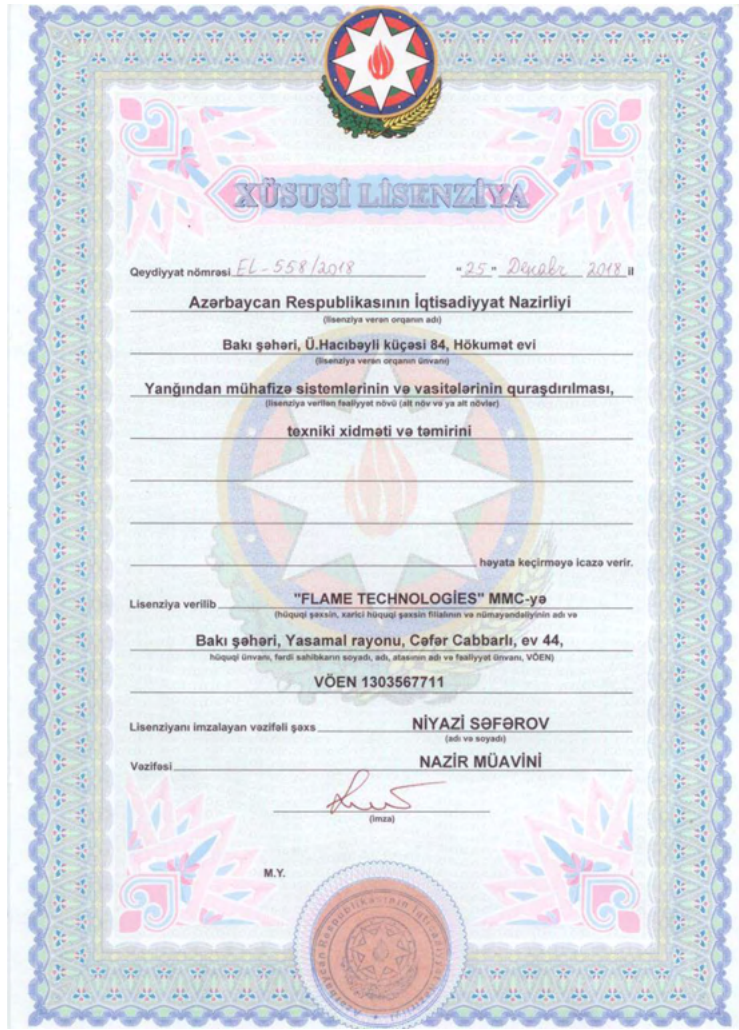 XÜSUSİ LİSENZİYA
Qeydiyyat nömrəsi EL-558/2018 "25" Dekabr 2018 il
Azərbaycan Respublikasının İqtisadiyyat Nazirliyi
(lisenziya verən orqanın adı)
Bakı şəhəri, Ü.Hacıbəyli küçəsi 84, Hökumət evi
(lisenziya verən orqanın ünvanı)
Yanğından mühafizə sistemlərinin və vasitələrinin quraşdırılması,
(lisenziya verilən fəaliyyət növü (alt növ və ya alt növlər)
texniki xidməti və təmirini
həyata keçirməyə icazə verir.
Lisenziya verilib "FLAME TECHNOLOGİES" MMC-yə
(hüquqi şəxsin, xarici hüquqi şəxsin filialının və nümayəndəliyinin adı və
Bakı şəhəri, Yasamal rayonu, Cəfər Cabbarlı, ev 44,
hüquqi ünvanı, fərdi sahibkarın soyadı, adı, atasının adı və fəaliyyət ünvanı, VÖEN)
VÖEN 1303567711
Lisenziyanı imzalayan vəzifəli şəxs NİYAZİ SƏFƏROV
(adı və soyadı)
Vəzifəsi NAZİR MÜAVİNİ
(imza)
M.Y.
Azərbaycan Respublikasının İqtisadiyyat Nazirliyi